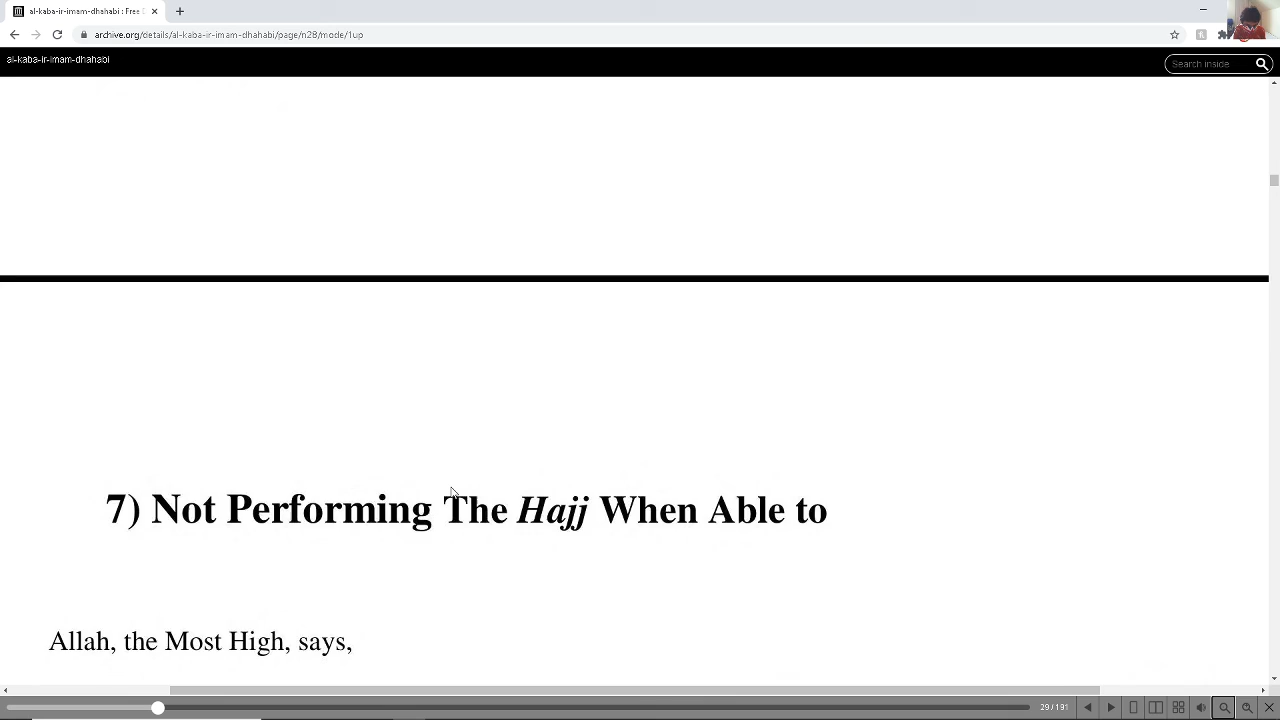 al-kaba-ir-imam-dhahabi : Free
archive.org/details/al-kaba-ir-imam-dhahabi/page/n28/mode/1up
al-kaba-ir-imam-dhahabi
Search inside
7) Not Performing The Hajj When Able to
Allah, the Most High, says,
29 / 191